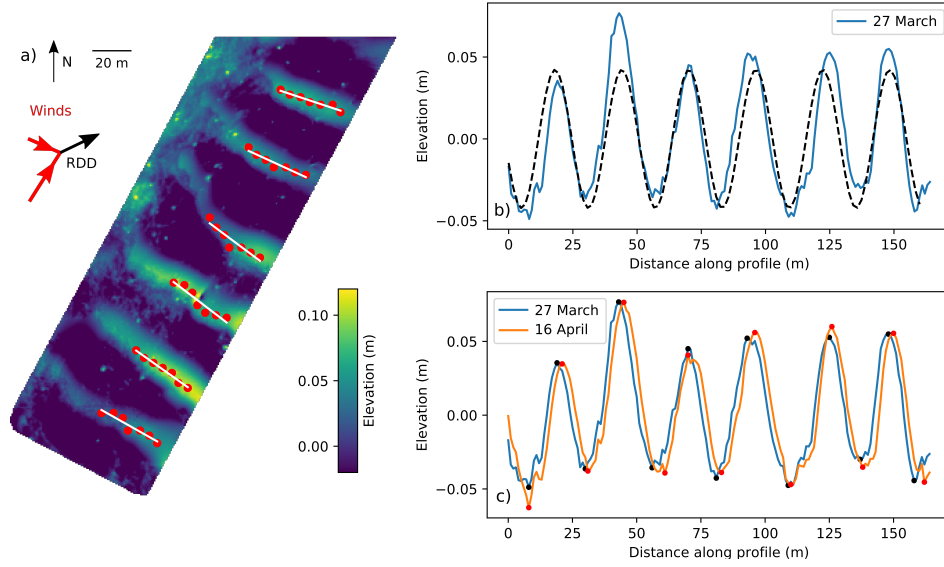 a)
N
20 m
Winds
RDD
0.10
0.05
0.00
Elevation (m)
27 March
0.05
0.00
−0.05
Elevation (m)
b)
0
25
50
75
100
125
150
Distance along profile (m)
27 March
16 April
0.05
0.00
−0.05
Elevation (m)
c)
0
25
50
75
100
125
150
Distance along profile (m)